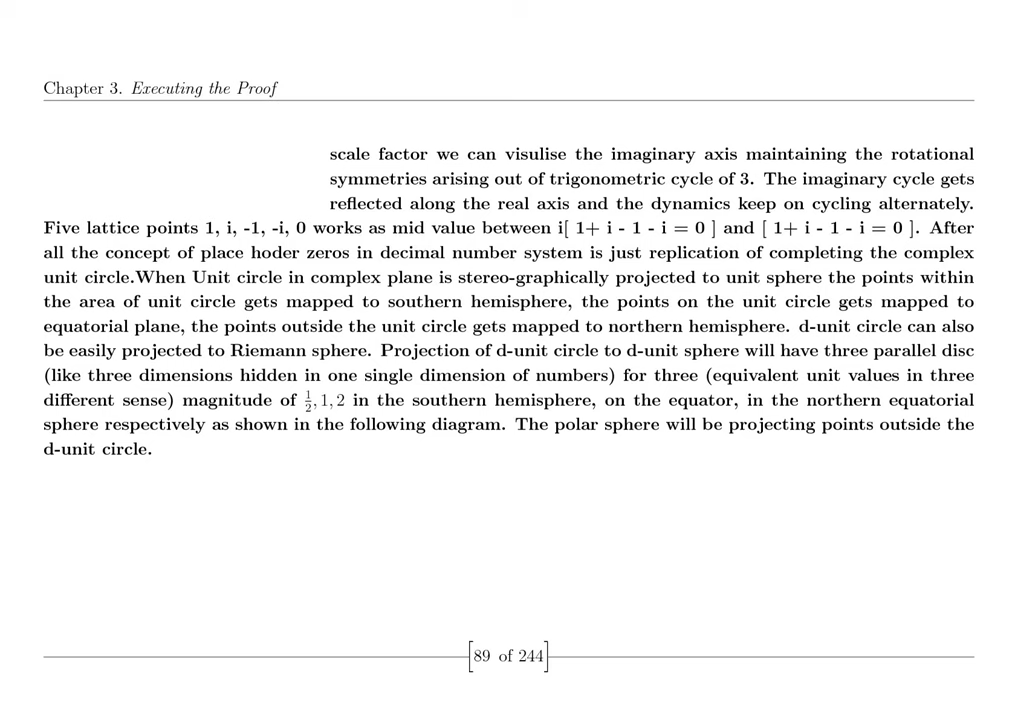 Chapter 3. Executing the Proof
scale factor we can visulise the imaginary axis maintaining the rotational
symmetries arising out of trigonometric cycle of 3. The imaginary cycle gets
reflected along the real axis and the dynamics keep on cycling alternately.
Five lattice points 1, i, -1, -i, 0 works as mid value between i[ 1+ i - 1 - i = 0 ] and [ 1+ i - 1 - i = 0 ]. After
all the concept of place hoder zeros in decimal number system is just replication of completing the complex
unit circle.When Unit circle in complex plane is stereo-graphically projected to unit sphere the points within
the area of unit circle gets mapped to southern hemisphere, the points on the unit circle gets mapped to
equatorial plane, the points outside the unit circle gets mapped to northern hemisphere. d-unit circle can also
be easily projected to Riemann sphere. Projection of d-unit circle to d-unit sphere will have three parallel disc
(like three dimensions hidden in one single dimension of numbers) for three (equivalent unit values in three
different sense) magnitude of 1/2, 1, 2 in the southern hemisphere, on the equator, in the northern equatorial
sphere respectively as shown in the following diagram. The polar sphere will be projecting points outside the
d-unit circle.
[89 of 244]